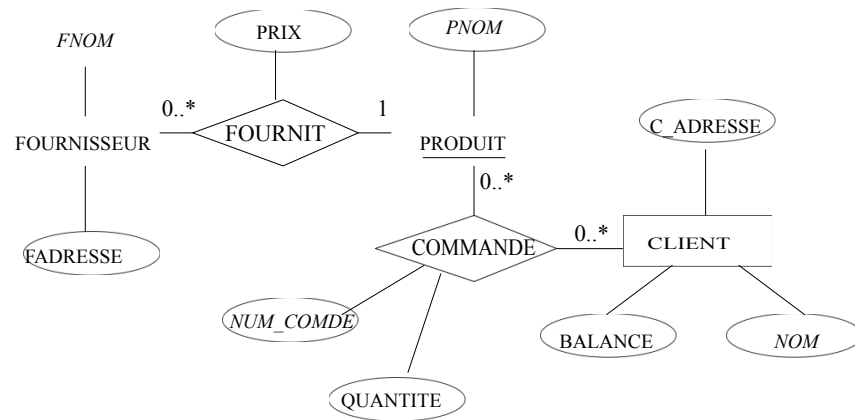 FNOM
PRIX
PNOM
0..*
1
FOURNISSEUR
FOURNIT
PRODUIT
C_ADRESSE
0..*
FADRESSE
COMMANDE
0..*
CLIENT
NUM_COMDE
BALANCE
NOM
QUANTITE